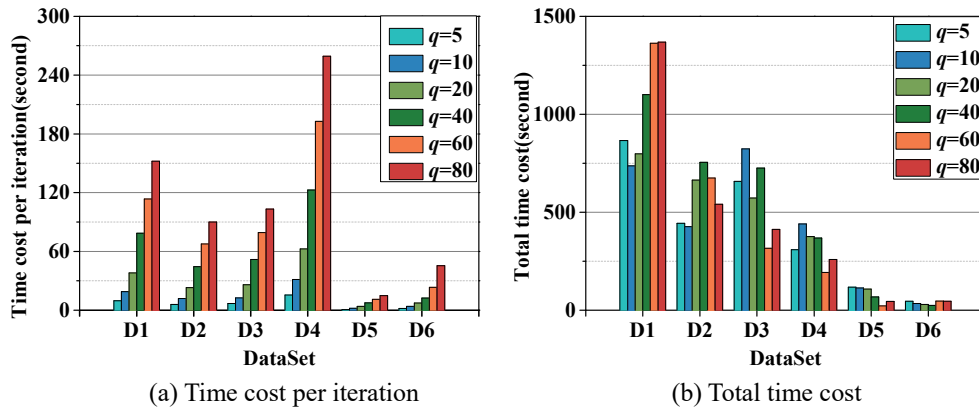 300
240
180
120
60
0
Time cost per iteration(second)
q=5
q=10
q=20
q=40
q=60
q=80
D1 D2 D3 D4 D5 D6
DataSet
(a) Time cost per iteration
1500
1000
500
0
Total time cost(second)
q=5
q=10
q=20
q=40
q=60
q=80
D1 D2 D3 D4 D5 D6
DataSet
(b) Total time cost